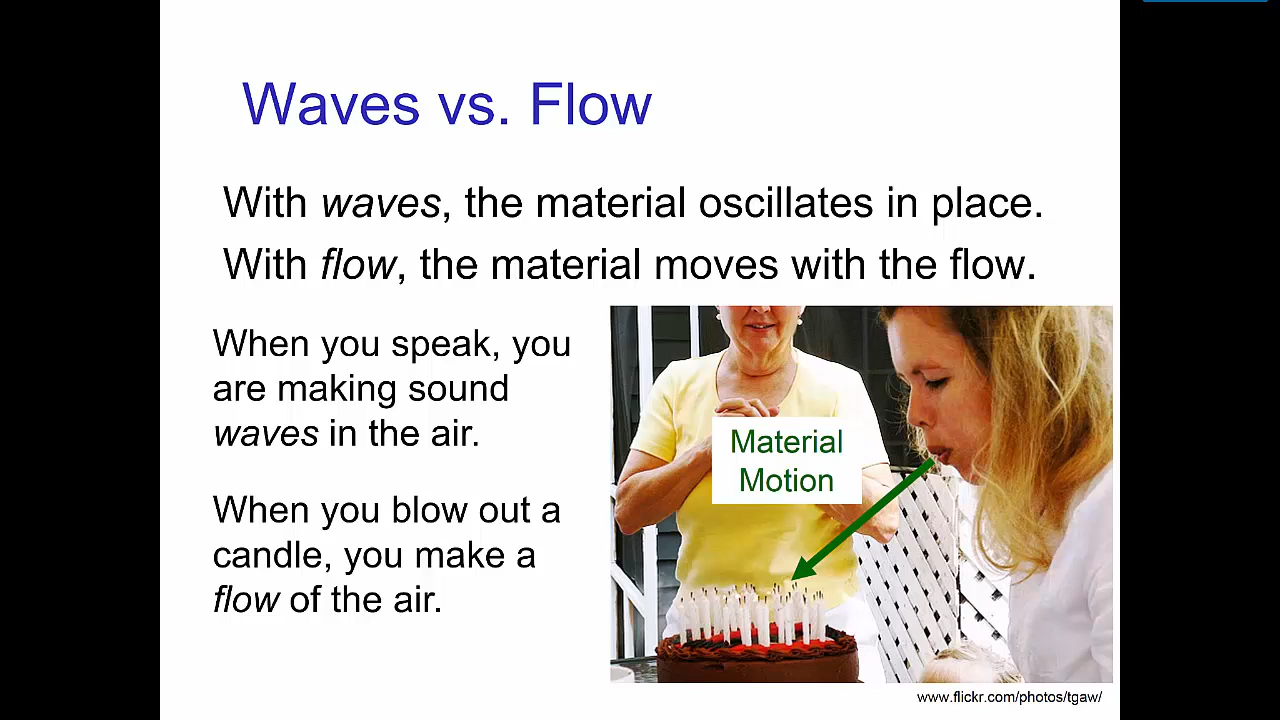 Waves vs. Flow
With waves, the material oscillates in place.
With flow, the material moves with the flow.
When you speak, you
are making sound
waves in the air.
When you blow out a
candle, you make a
flow of the air.
Material
Motion
www.flickr.com/photos/tgaw/